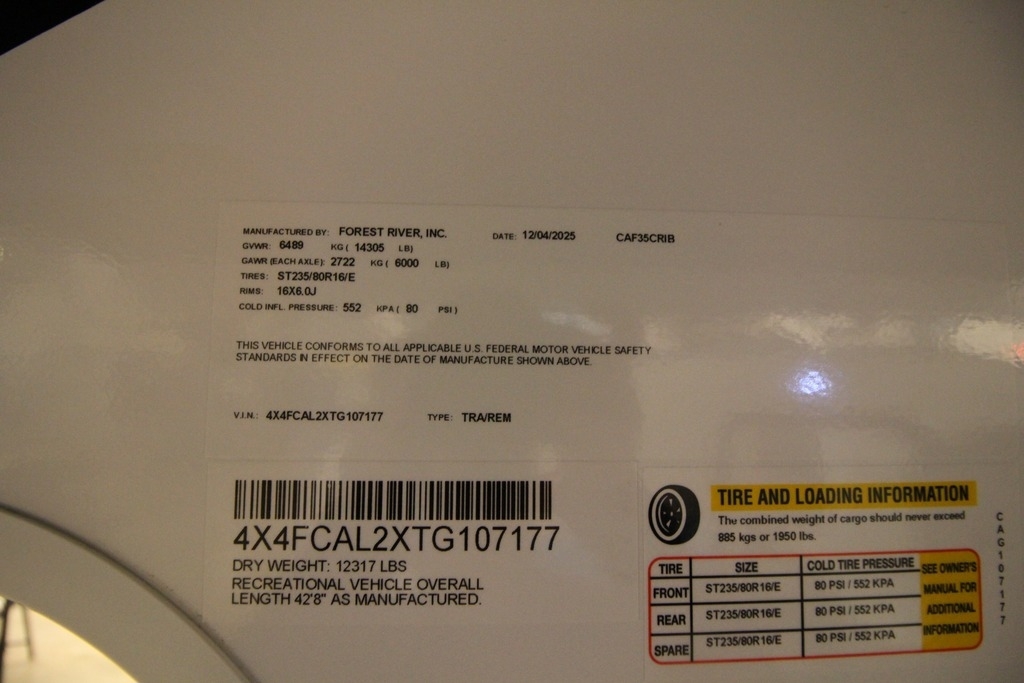 MANUFACTURED BY: FOREST RIVER, INC. DATE: 12/04/2025 CAF35CRIB
GVWR: 6489 KG ( 14305 LB)
GAWR (EACH AXLE): 2722 KG ( 6000 LB)
TIRES: ST235/80R16/E
RIMS: 16X6.0J
COLD INFL. PRESSURE: 552 KPA ( 80 PSI )
THIS VEHICLE CONFORMS TO ALL APPLICABLE U.S. FEDERAL MOTOR VEHICLE SAFETY
STANDARDS IN EFFECT ON THE DATE OF MANUFACTURE SHOWN ABOVE.
V.I.N.: 4X4FCAL2XTG107177 TYPE: TRA/REM
4X4FCAL2XTG107177
DRY WEIGHT: 12317 LBS
RECREATIONAL VEHICLE OVERALL
LENGTH 42'8" AS MANUFACTURED.
TIRE AND LOADING INFORMATION
The combined weight of cargo should never exceed
885 kgs or 1950 lbs.
TIRE SIZE COLD TIRE PRESSURE
FRONT ST235/80R16/E 80 PSI / 552 KPA
REAR ST235/80R16/E 80 PSI / 552 KPA
SPARE ST235/80R16/E 80 PSI / 552 KPA
SEE OWNER'S
MANUAL FOR
ADDITIONAL
INFORMATION
CAG107177